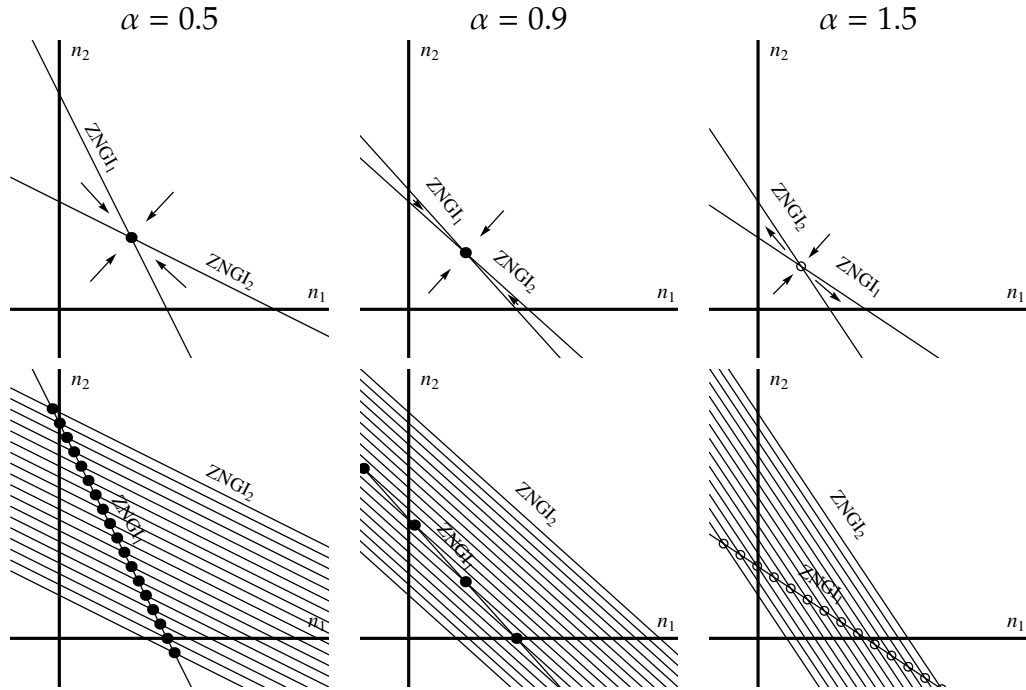 α = 0.5 α = 0.9 α = 1.5
n₂ n₂ n₂
ZNGI₁ ZNGI₁ ZNGI₂
ZNGI₂ ZNGI₂ ZNGI₁
n₁ n₁ n₁
n₂ n₂ n₂
ZNGI₂ ZNGI₂ ZNGI₂
ZNGI₁ ZNGI₁ ZNGI₁
n₁ n₁ n₁